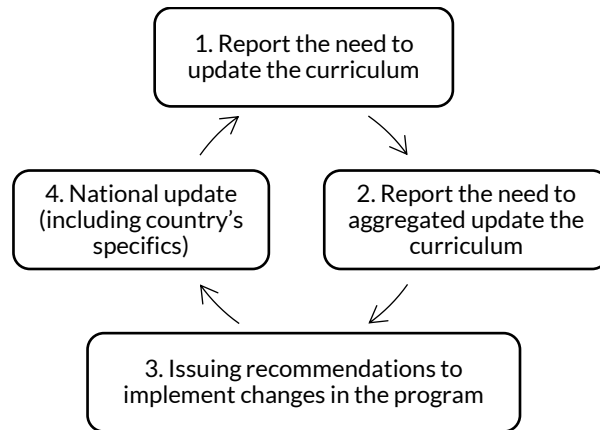 1. Report the need to
update the curriculum
4. National update
(including country’s
specifics)
2. Report the need to
aggregated update the
curriculum
3. Issuing recommendations to
implement changes in the program